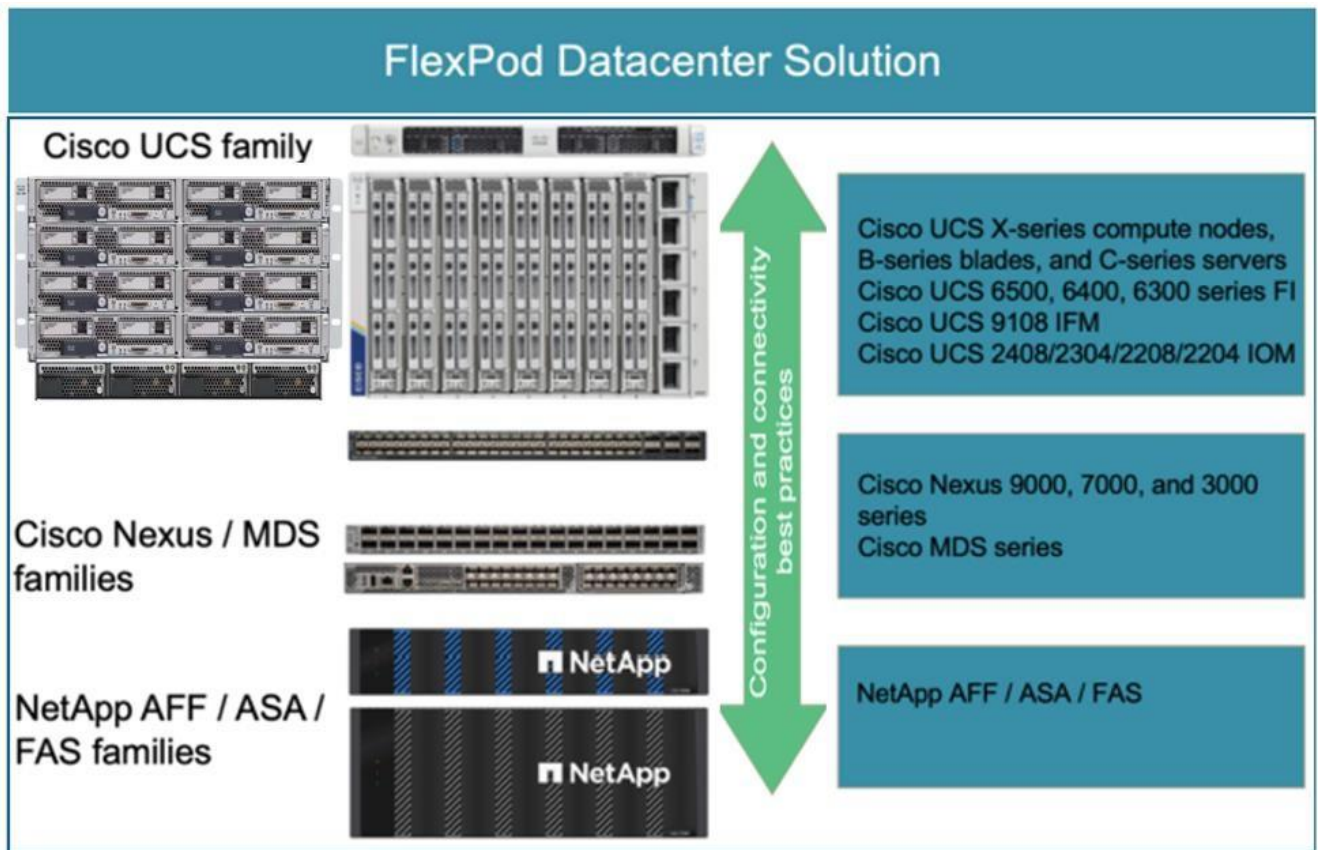 FlexPod Datacenter Solution
Cisco UCS family
Cisco UCS X-series compute nodes,
B-series blades, and C-series servers
Cisco UCS 6500, 6400, 6300 series FI
Cisco UCS 9108 IFM
Cisco UCS 2408/2304/2208/2204 IOM
Configuration and connectivity
best practices
CISCO
Cisco Nexus / MDS
families
Cisco Nexus 9000, 7000, and 3000
series
Cisco MDS series
NetApp AFF / ASA /
FAS families
NetApp
NetApp
NetApp AFF / ASA / FAS